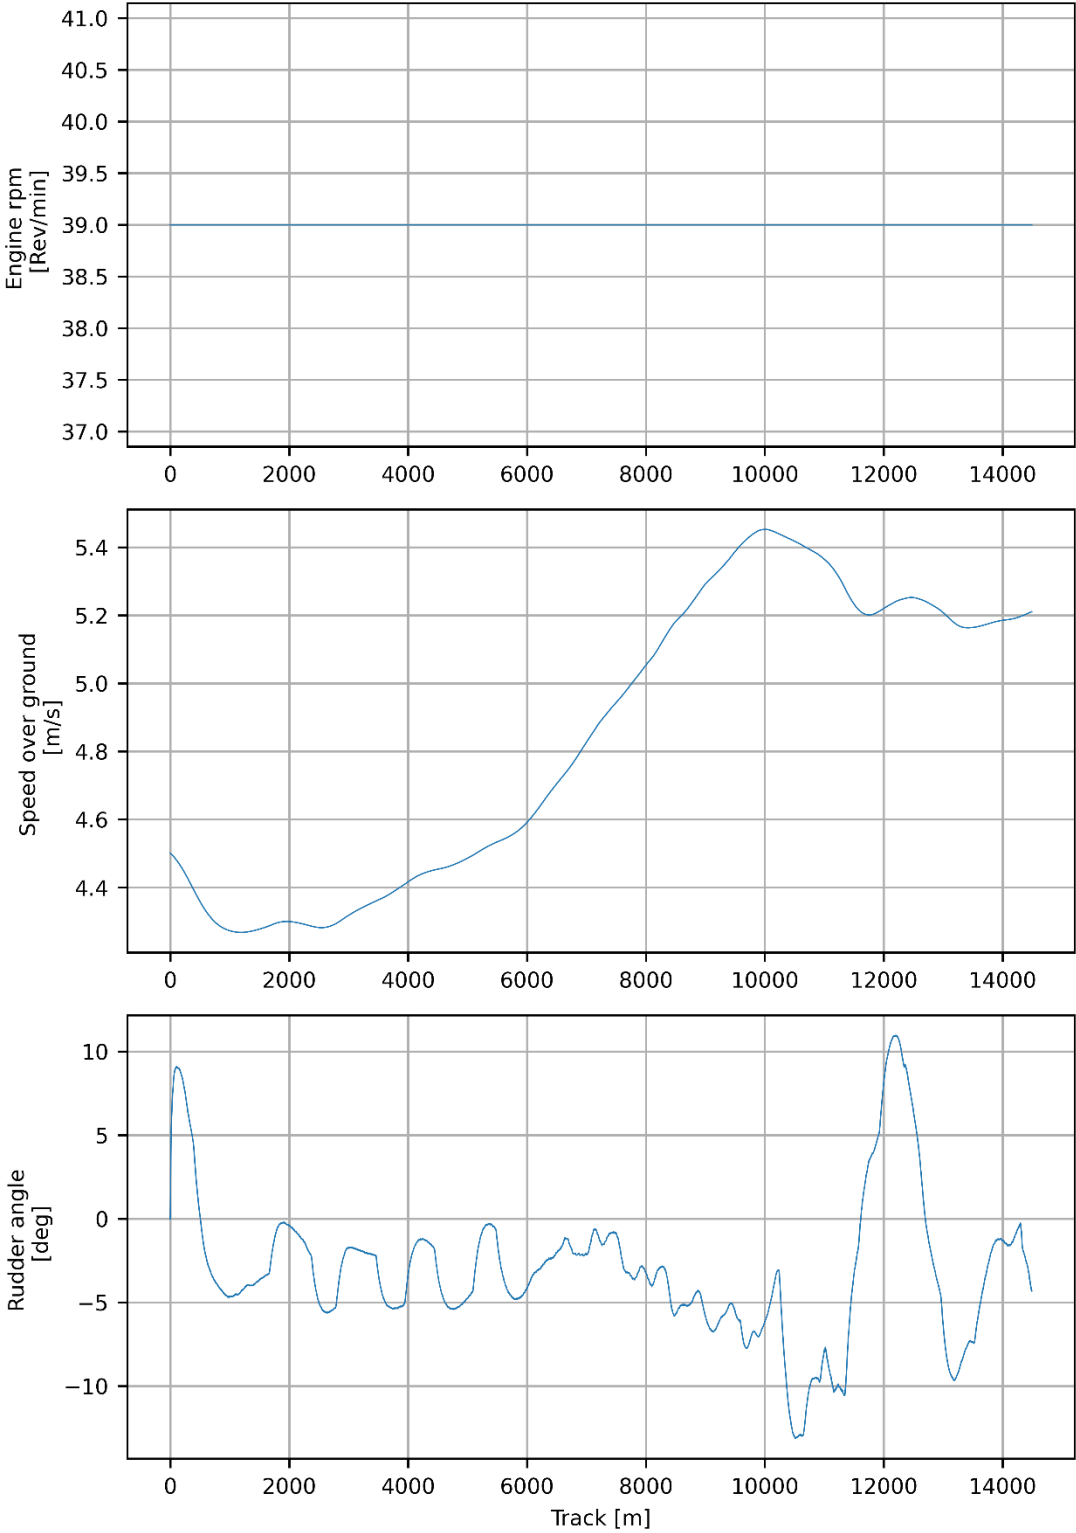 41.0
40.5
40.0
39.5
39.0
38.5
38.0
37.5
37.0
Engine rpm
[Rev/min]
0 2000 4000 6000 8000 10000 12000 14000
5.4
5.2
5.0
4.8
4.6
4.4
Speed over ground
[m/s]
0 2000 4000 6000 8000 10000 12000 14000
10
5
0
−5
−10
Rudder angle
[deg]
0 2000 4000 6000 8000 10000 12000 14000
Track [m]